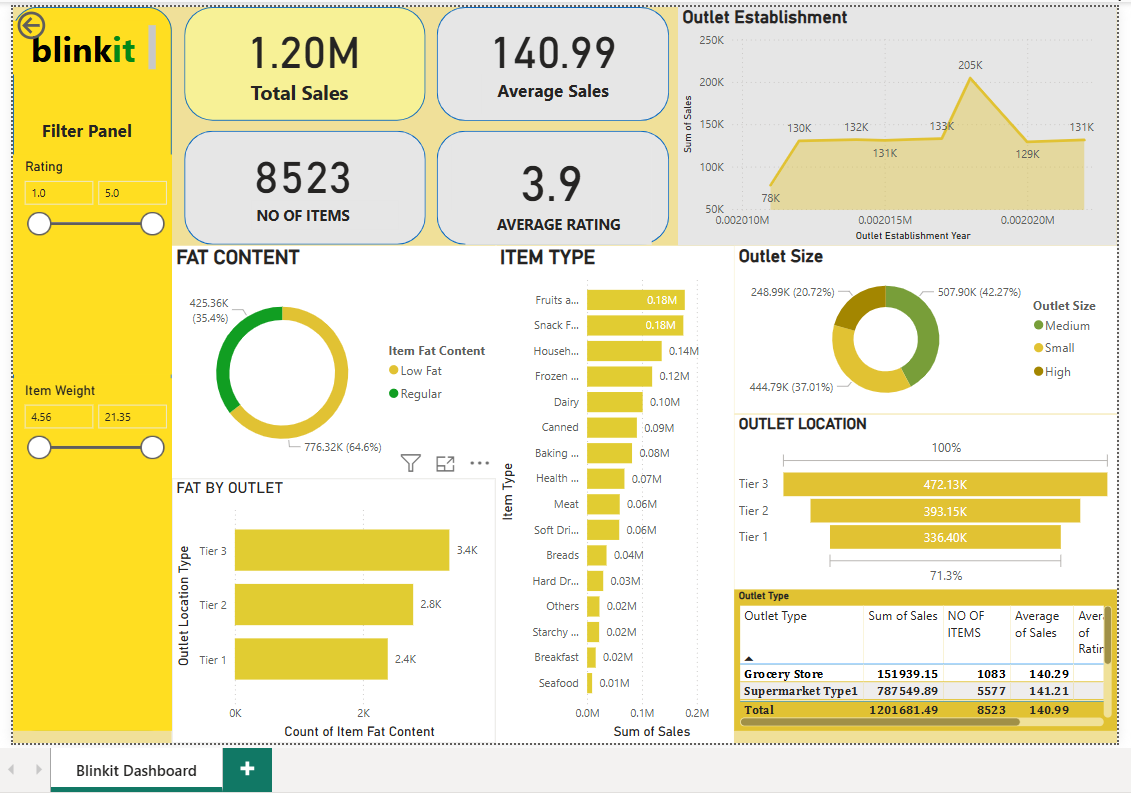 blinkit
Filter Panel
Rating
1.0 5.0
Item Weight
4.56 21.35
1.20M
Total Sales
140.99
Average Sales
8523
NO OF ITEMS
3.9
AVERAGE RATING
Outlet Establishment
Sum of Sales
250K
200K
150K
100K
50K
78K
130K
132K
131K
133K
205K
129K
131K
0.002010M 0.002015M 0.002020M
Outlet Establishment Year
FAT CONTENT
425.36K
(35.4%)
776.32K (64.6%)
Item Fat Content
Low Fat
Regular
FAT BY OUTLET
Outlet Location Type
Tier 3 3.4K
Tier 2 2.8K
Tier 1 2.4K
0K 2K
Count of Item Fat Content
ITEM TYPE
Item Type
Fruits a... 0.18M
Snack F... 0.18M
Househ... 0.14M
Frozen ... 0.12M
Dairy 0.10M
Canned 0.09M
Baking ... 0.08M
Health ... 0.07M
Meat 0.06M
Soft Dri... 0.06M
Breads 0.04M
Hard Dr... 0.03M
Others 0.02M
Starchy ... 0.02M
Breakfast 0.02M
Seafood 0.01M
0.0M 0.1M 0.2M
Sum of Sales
Outlet Size
248.99K (20.72%)
507.90K (42.27%)
444.79K (37.01%)
Outlet Size
Medium
Small
High
OUTLET LOCATION
100%
Tier 3 472.13K
Tier 2 393.15K
Tier 1 336.40K
71.3%
Outlet Type
Outlet Type Sum of Sales NO OF ITEMS Average of Sales Aver of Ratin
Grocery Store 151939.15 1083 140.29
Supermarket Type1 787549.89 5577 141.21
Total 1201681.49 8523 140.99
Blinkit Dashboard